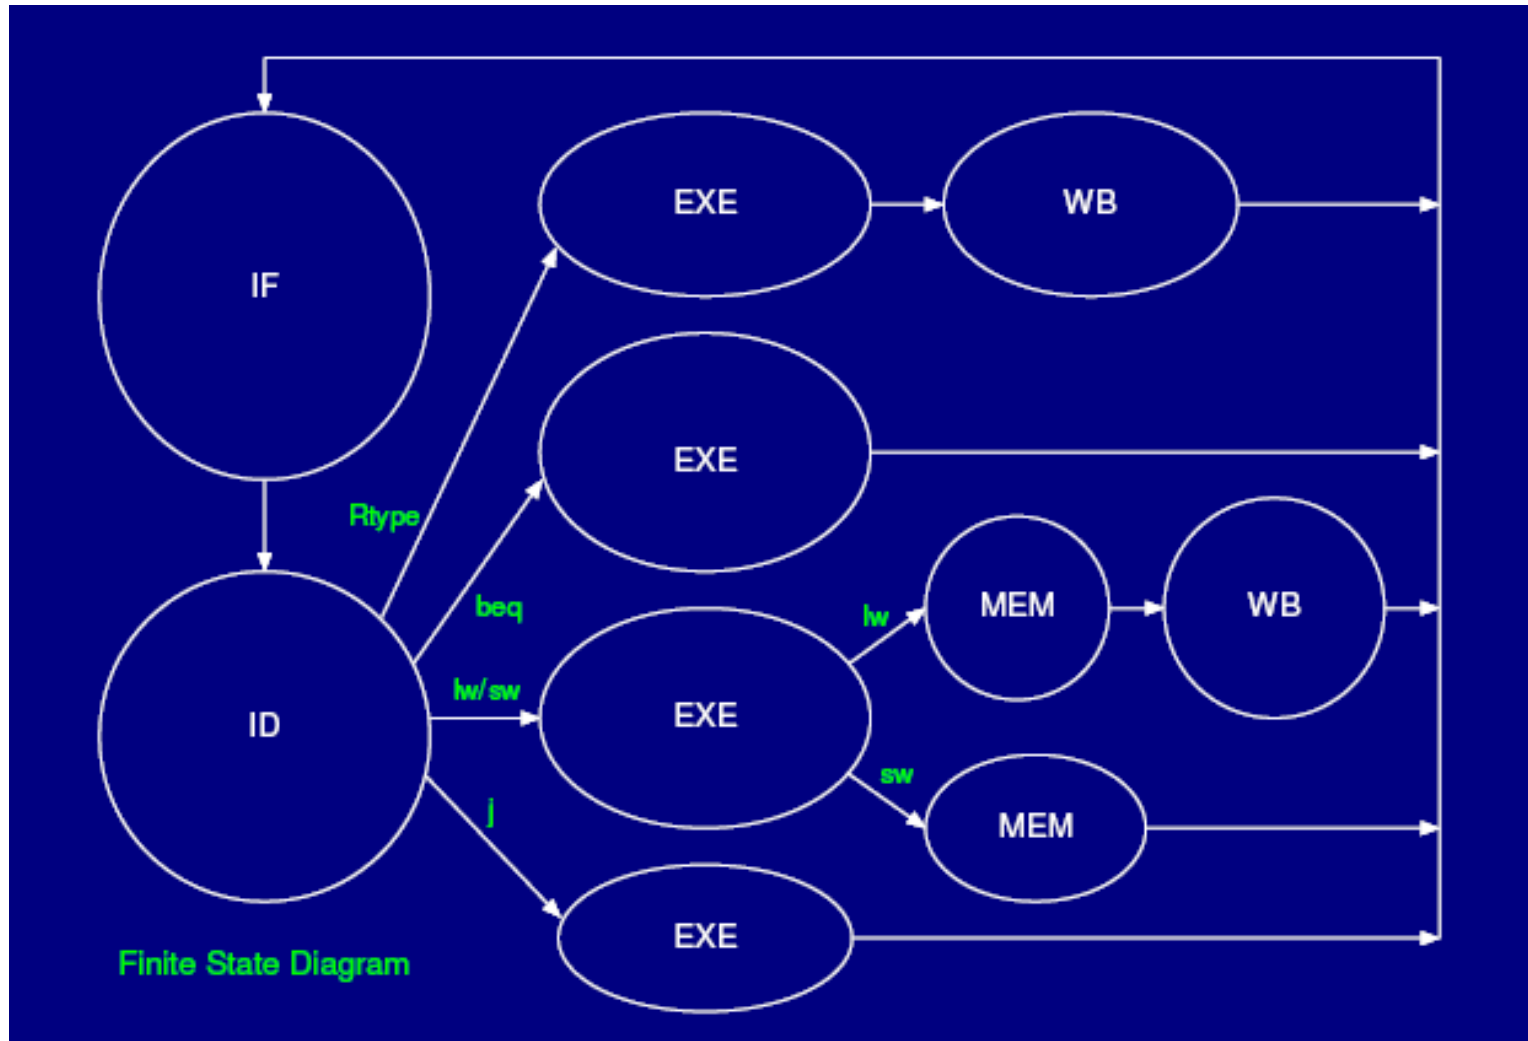 EXE
WB
IF
EXE
Rtype
beq
lw
MEM
WB
lw/sw
ID
EXE
sw
j
MEM
EXE
Finite State Diagram